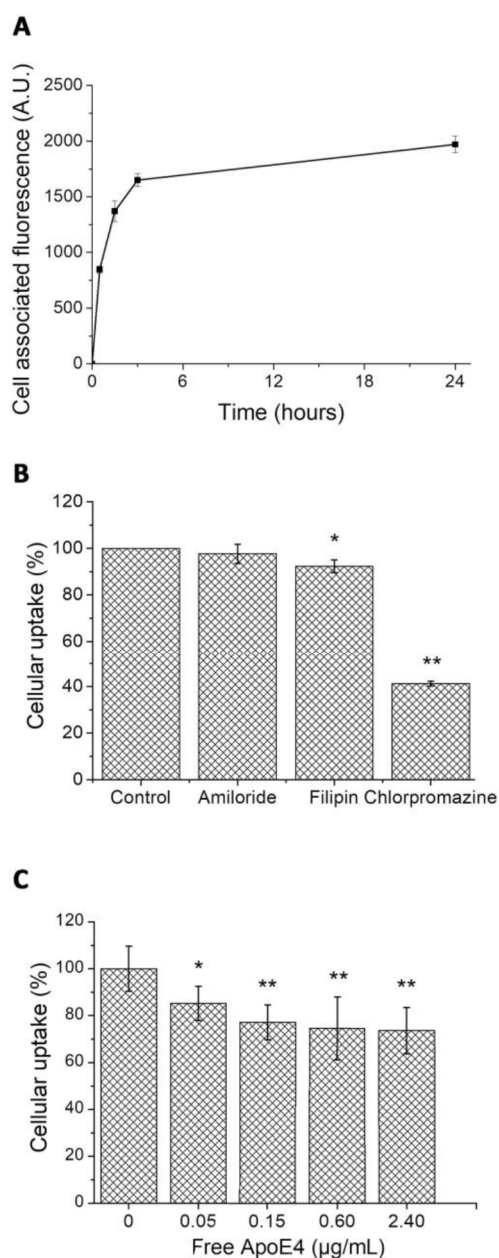 A
Cell associated fluorescence (A.U.)
2500
2000
1500
1000
500
0
0 6 12 18 24
Time (hours)
B
Cellular uptake (%)
120
100
80
60
40
20
0
*
**
Control Amiloride Filipin Chlorpromazine
C
Cellular uptake (%)
120
100
80
60
40
20
0
* ** ** **
0 0.05 0.15 0.60 2.40
Free ApoE4 (µg/mL)